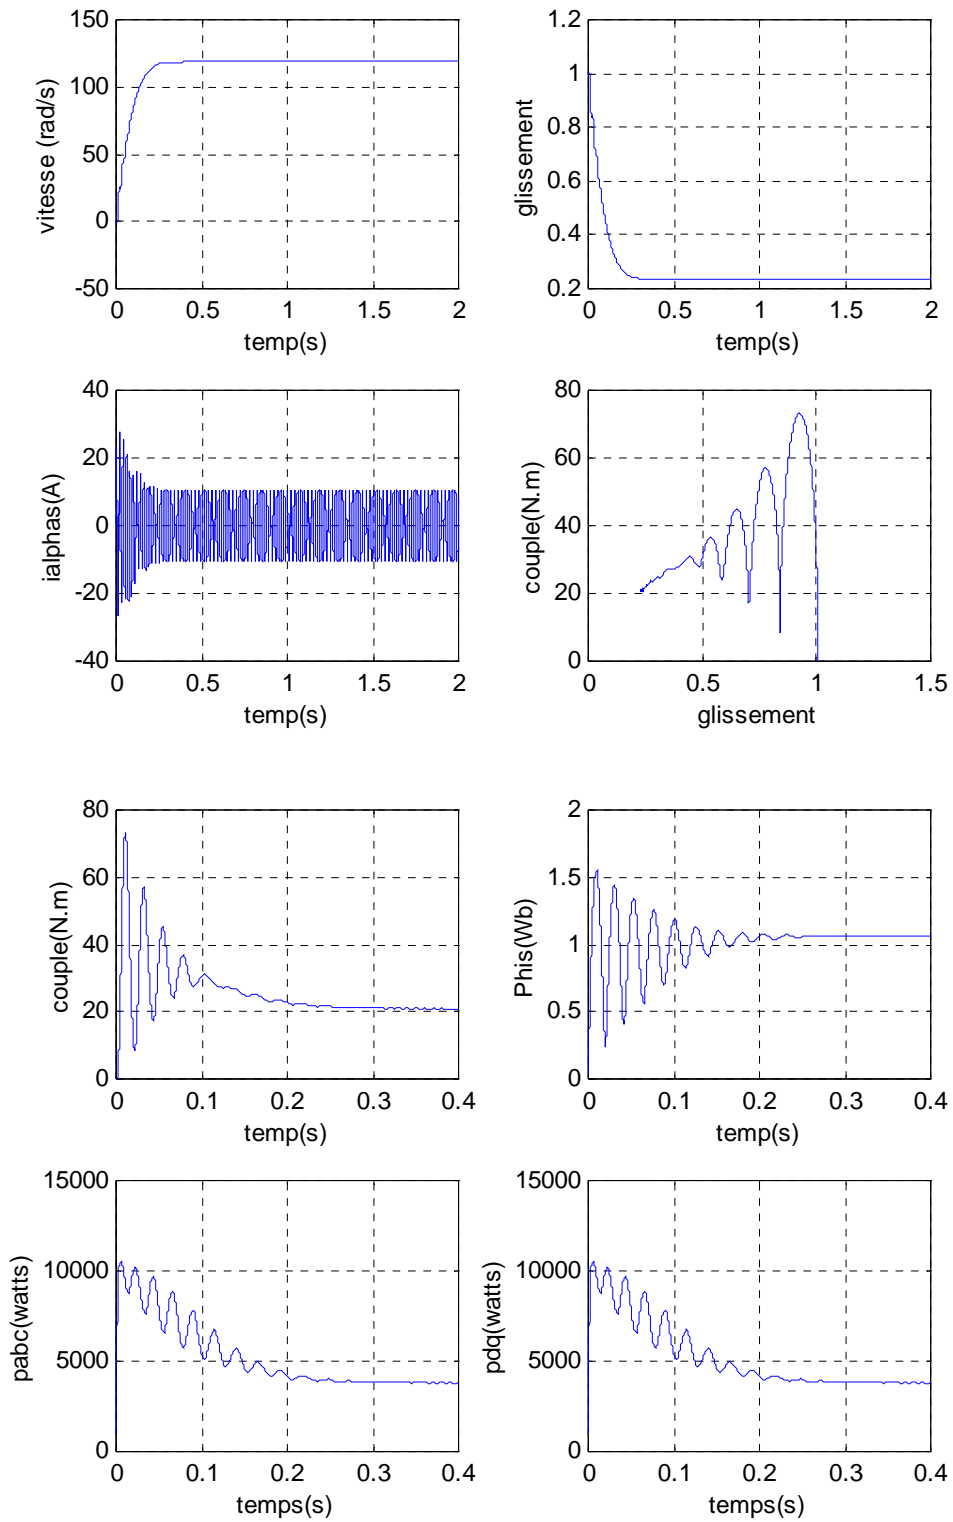 150
100
50
0
-50
vitesse (rad/s)
0 0.5 1 1.5 2
temp(s)
1.2
1
0.8
0.6
0.4
0.2
glissement
0 0.5 1 1.5 2
temp(s)
40
20
0
-20
-40
ialphas(A)
0 0.5 1 1.5 2
temp(s)
80
60
40
20
0
couple(N.m)
0 0.5 1 1.5
glissement
80
60
40
20
0
couple(N.m)
0 0.1 0.2 0.3 0.4
temp(s)
2
1.5
1
0.5
0
Phis(Wb)
0 0.1 0.2 0.3 0.4
temp(s)
15000
10000
5000
0
pabc(watts)
0 0.1 0.2 0.3 0.4
temps(s)
15000
10000
5000
0
pdq(watts)
0 0.1 0.2 0.3 0.4
temps(s)